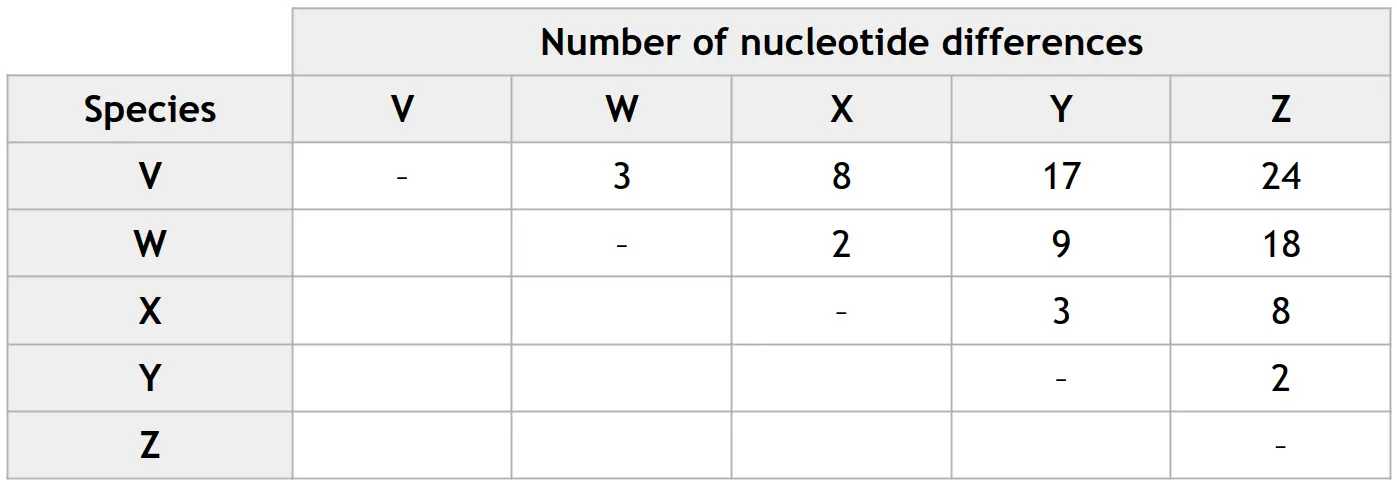 Number of nucleotide differences
Species V W X Y Z
V - 3 8 17 24
W - 2 9 18
X - 3 8
Y - 2
Z -